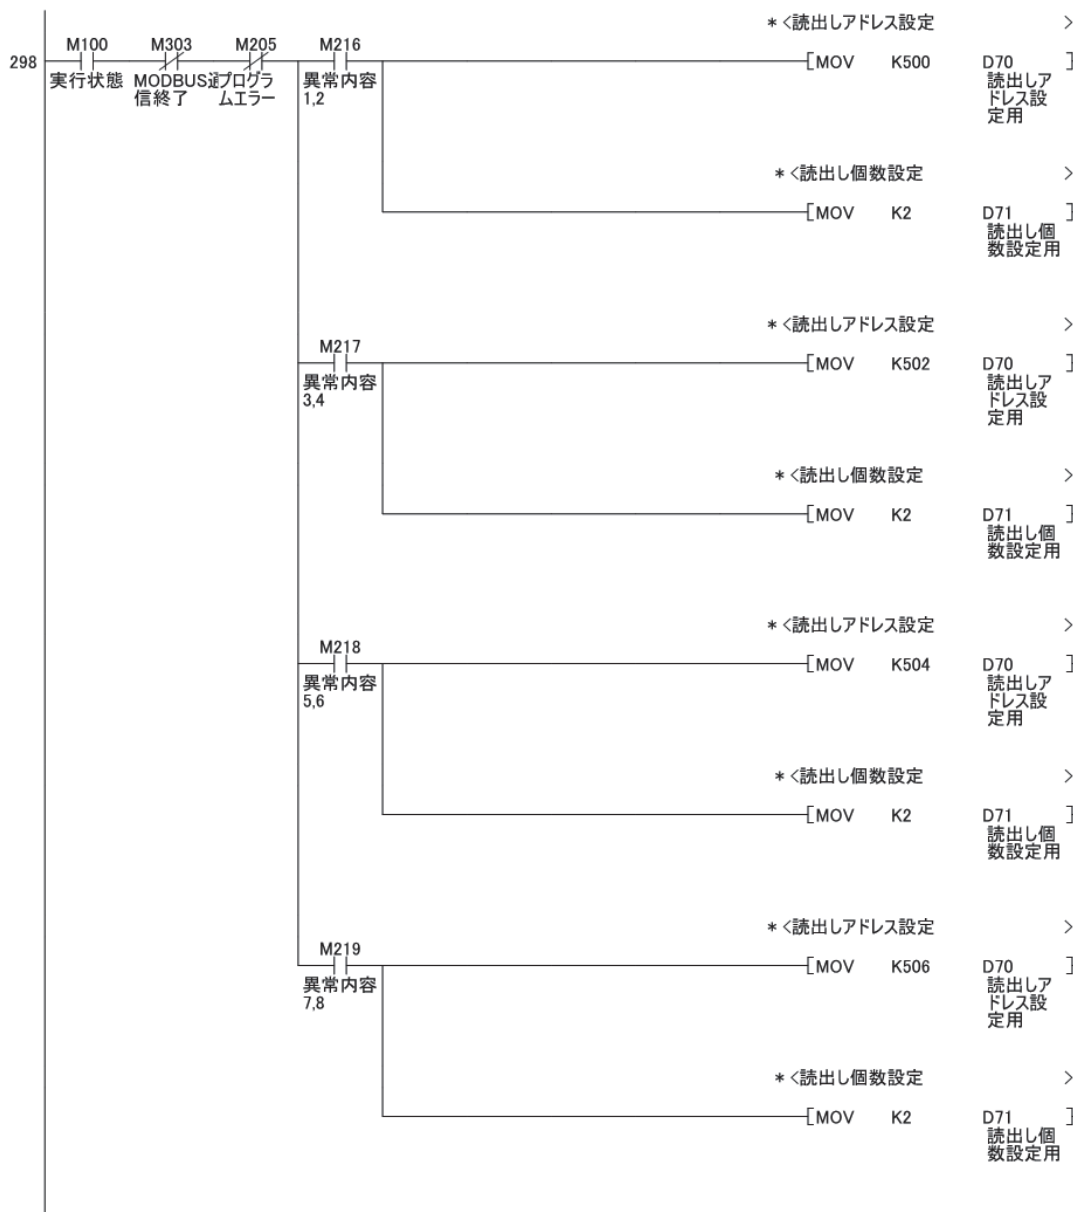 *<読出しアドレス設定 >
M100 M303 M205 M216
298 [MOV K500 D70 ]
実行状態 MODBUS通 プログラ 異常内容 読出しア
信終了 ムエラー 1,2 ドレス設
定用
*<読出し個数設定 >
[MOV K2 D71 ]
読出し個
数設定用
*<読出しアドレス設定 >
M217
[MOV K502 D70 ]
異常内容 読出しア
3,4 ドレス設
定用
*<読出し個数設定 >
[MOV K2 D71 ]
読出し個
数設定用
*<読出しアドレス設定 >
M218
[MOV K504 D70 ]
異常内容 読出しア
5,6 ドレス設
定用
*<読出し個数設定 >
[MOV K2 D71 ]
読出し個
数設定用
*<読出しアドレス設定 >
M219
[MOV K506 D70 ]
異常内容 読出しア
7,8 ドレス設
定用
*<読出し個数設定 >
[MOV K2 D71 ]
読出し個
数設定用